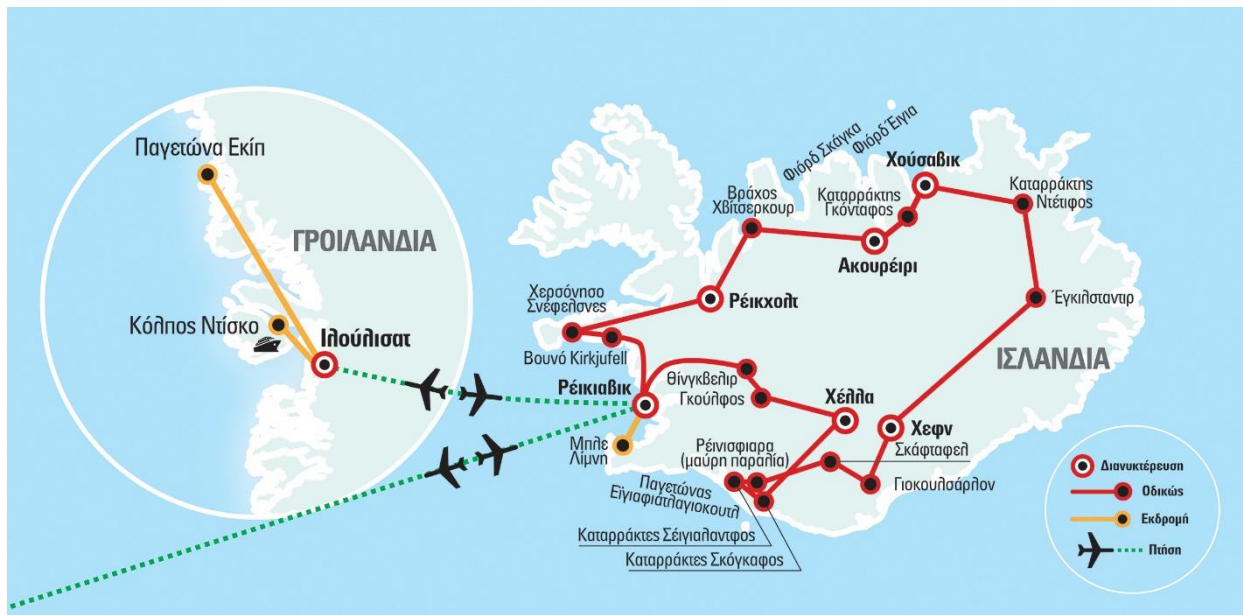 Παγετώνα Εκίπ
ΓΡΟΙΛΑΝΔΙΑ
Κόλπος Ντίσκο
Ιλούλισατ
Φιόρδ Σκάγκα
Φιόρδ Έιγια
Χούσαβικ
Βράχος
Χβίτσερκουρ
Καταρράκτης
Γκόνταφος
Καταρράκτης
Ντέτιφος
Ακουρέιρι
Ρέικχολτ
Έγκιλσταντιρ
Χερσόνησο
Σνέφελσνες
Βουνό Kirkjufell
ΙΣΛΑΝΔΙΑ
Ρέικιαβικ
Θίνγκβελιρ
Γκούλφος
Χέλλα
Χεφν
Μπλε
Λίμνη
Ρέινισφιαρα
(μαύρη παραλία)
Σκάφταφελ
Γιοκουλσάρλον
Παγετώνας
Εϊγιαφιάτλαγιοκουτλ
Καταρράκτες Σέιγιαλαντφος
Καταρράκτες Σκόγκαφος
Διανυκτέρευση
Οδικώς
Εκδρομή
Πτήση